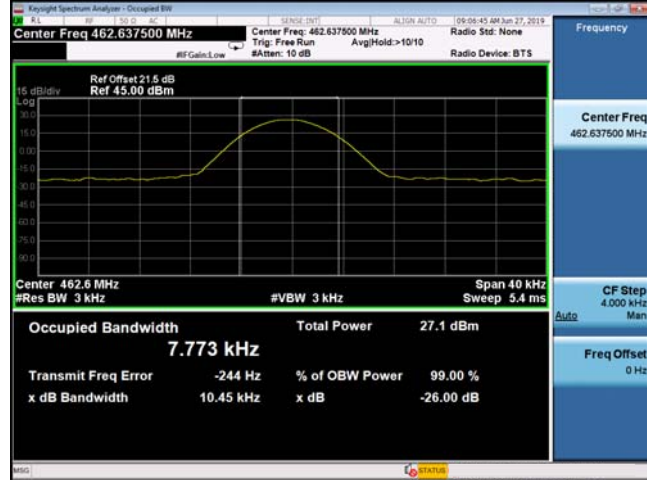 Keysight Spectrum Analyzer - Occupied BW
RL RF 50 Ω AC SENSE:INT ALIGN AUTO 09:06:45 AM Jun 27, 2019
Center Freq 462.637500 MHz
Center Freq: 462.637500 MHz Radio Std: None
Trig: Free Run Avg|Hold:>10/10
#IFGain:Low #Atten: 10 dB Radio Device: BTS
Frequency
Ref Offset 21.5 dB
15 dB/div Ref 45.00 dBm
Log
30.0
15.0
0.00
-15.0
-30.0
-45.0
-60.0
-75.0
-90.0
Center 462.6 MHz Span 40 kHz
#Res BW 3 kHz #VBW 3 kHz Sweep 5.4 ms
Occupied Bandwidth Total Power 27.1 dBm
7.773 kHz
Transmit Freq Error -244 Hz % of OBW Power 99.00 %
x dB Bandwidth 10.45 kHz x dB -26.00 dB
Center Freq
462.637500 MHz
CF Step
4.000 kHz
Auto Man
Freq Offset
0 Hz
MSG STATUS